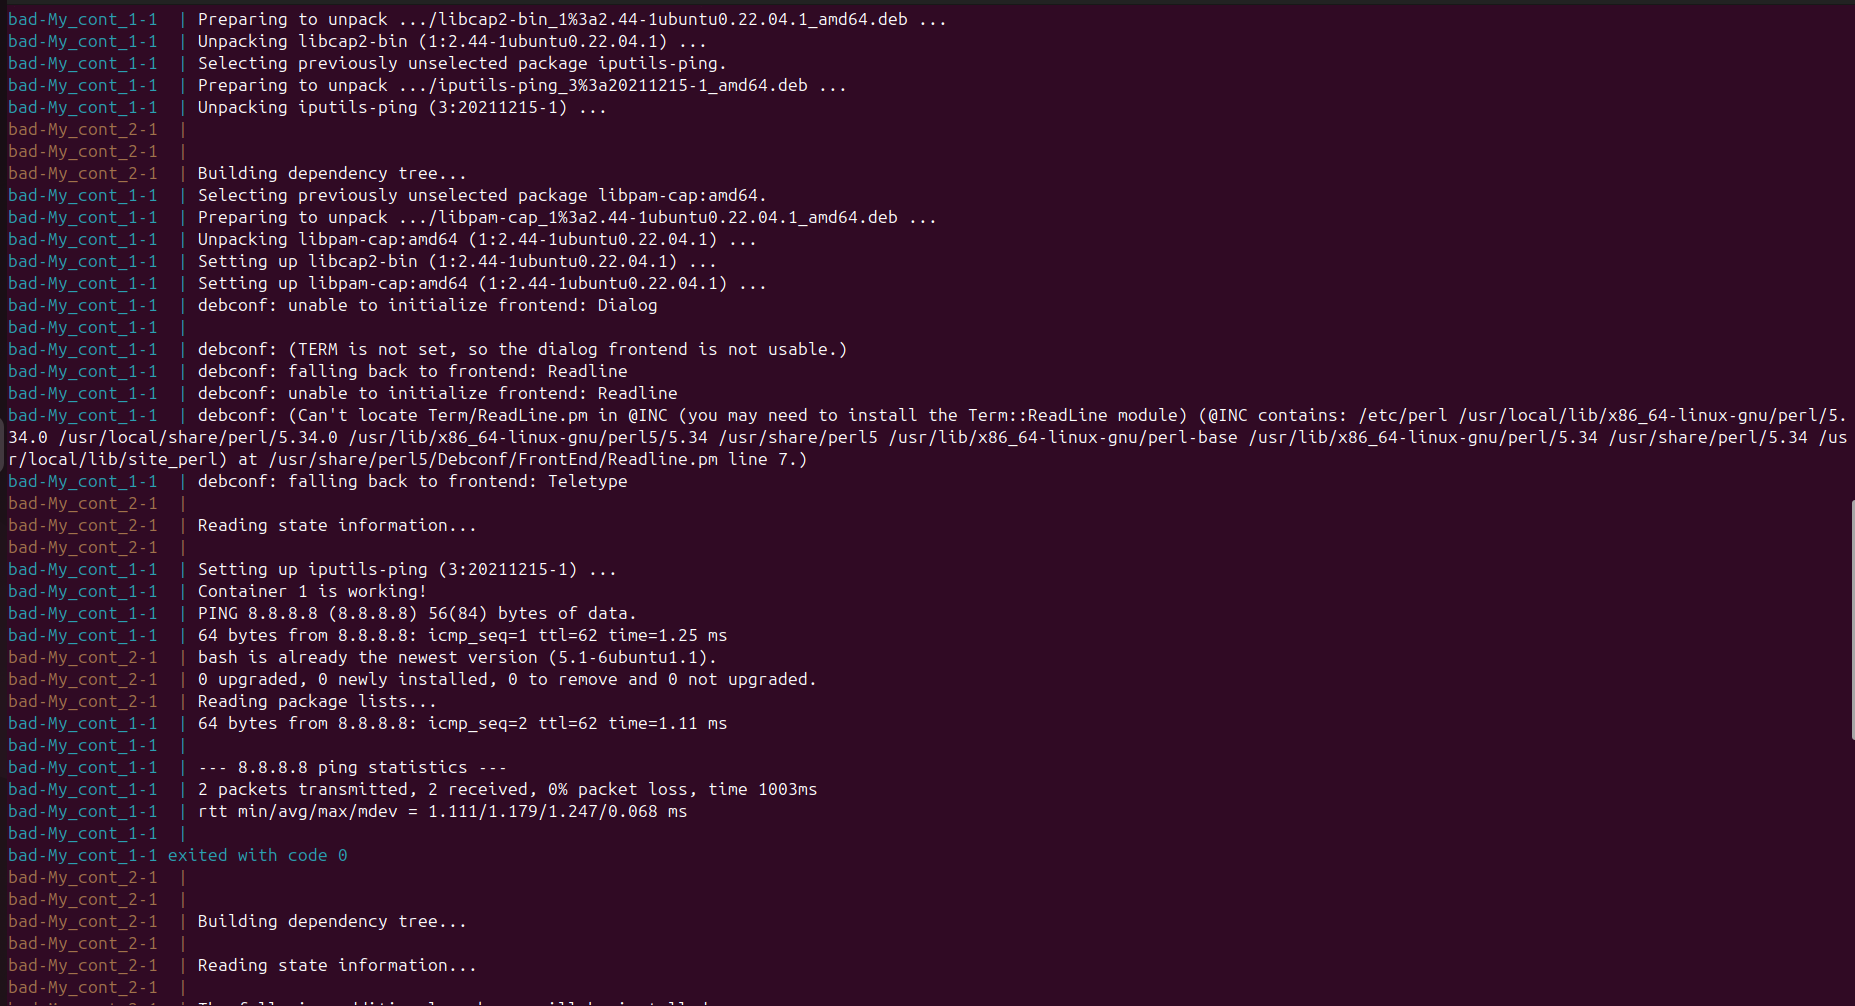 bad-My_cont_1-1  | Preparing to unpack .../libcap2-bin_1%3a2.44-1ubuntu0.22.04.1_amd64.deb ...
bad-My_cont_1-1  | Unpacking libcap2-bin (1:2.44-1ubuntu0.22.04.1) ...
bad-My_cont_1-1  | Selecting previously unselected package iputils-ping.
bad-My_cont_1-1  | Preparing to unpack .../iputils-ping_3%3a20211215-1_amd64.deb ...
bad-My_cont_1-1  | Unpacking iputils-ping (3:20211215-1) ...
bad-My_cont_2-1  |
bad-My_cont_2-1  |
bad-My_cont_2-1  | Building dependency tree...
bad-My_cont_1-1  | Selecting previously unselected package libpam-cap:amd64.
bad-My_cont_1-1  | Preparing to unpack .../libpam-cap_1%3a2.44-1ubuntu0.22.04.1_amd64.deb ...
bad-My_cont_1-1  | Unpacking libpam-cap:amd64 (1:2.44-1ubuntu0.22.04.1) ...
bad-My_cont_1-1  | Setting up libcap2-bin (1:2.44-1ubuntu0.22.04.1) ...
bad-My_cont_1-1  | Setting up libpam-cap:amd64 (1:2.44-1ubuntu0.22.04.1) ...
bad-My_cont_1-1  | debconf: unable to initialize frontend: Dialog
bad-My_cont_1-1  |
bad-My_cont_1-1  | debconf: (TERM is not set, so the dialog frontend is not usable.)
bad-My_cont_1-1  | debconf: falling back to frontend: Readline
bad-My_cont_1-1  | debconf: unable to initialize frontend: Readline
bad-My_cont_1-1  | debconf: (Can't locate Term/ReadLine.pm in @INC (you may need to install the Term::ReadLine module) (@INC contains: /etc/perl /usr/local/lib/x86_64-linux-gnu/perl/5.
34.0 /usr/local/share/perl/5.34.0 /usr/lib/x86_64-linux-gnu/perl5/5.34 /usr/share/perl5 /usr/lib/x86_64-linux-gnu/perl-base /usr/lib/x86_64-linux-gnu/perl/5.34 /usr/share/perl/5.34 /us
r/local/lib/site_perl) at /usr/share/perl5/Debconf/FrontEnd/Readline.pm line 7.)
bad-My_cont_1-1  | debconf: falling back to frontend: Teletype
bad-My_cont_2-1  |
bad-My_cont_2-1  | Reading state information...
bad-My_cont_2-1  |
bad-My_cont_1-1  | Setting up iputils-ping (3:20211215-1) ...
bad-My_cont_1-1  | Container 1 is working!
bad-My_cont_1-1  | PING 8.8.8.8 (8.8.8.8) 56(84) bytes of data.
bad-My_cont_1-1  | 64 bytes from 8.8.8.8: icmp_seq=1 ttl=62 time=1.25 ms
bad-My_cont_2-1  | bash is already the newest version (5.1-6ubuntu1.1).
bad-My_cont_2-1  | 0 upgraded, 0 newly installed, 0 to remove and 0 not upgraded.
bad-My_cont_2-1  | Reading package lists...
bad-My_cont_1-1  | 64 bytes from 8.8.8.8: icmp_seq=2 ttl=62 time=1.11 ms
bad-My_cont_1-1  |
bad-My_cont_1-1  | --- 8.8.8.8 ping statistics ---
bad-My_cont_1-1  | 2 packets transmitted, 2 received, 0% packet loss, time 1003ms
bad-My_cont_1-1  | rtt min/avg/max/mdev = 1.111/1.179/1.247/0.068 ms
bad-My_cont_1-1  |
bad-My_cont_1-1 exited with code 0
bad-My_cont_2-1  |
bad-My_cont_2-1  |
bad-My_cont_2-1  | Building dependency tree...
bad-My_cont_2-1  |
bad-My_cont_2-1  | Reading state information...
bad-My_cont_2-1  |